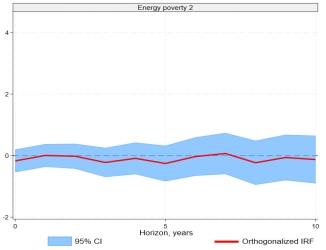 Energy poverty 2
4
2
0
-2
0 5 10
Horizon, years
95% CI Orthogonalized IRF